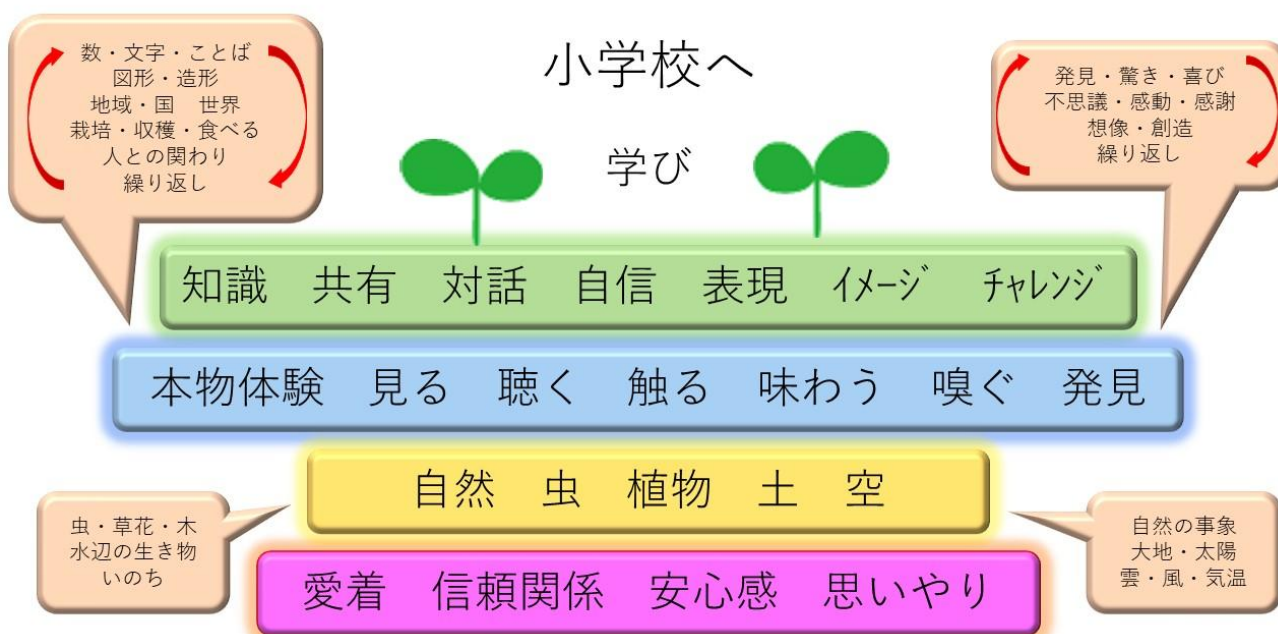 数・文字・ことば
図形・造形
地域・国　世界
栽培・収穫・食べる
人との関わり
繰り返し
小学校へ
学び
発見・驚き・喜び
不思議・感動・感謝
想像・創造
繰り返し
知識　共有　対話　自信　表現　ｲﾒｰｼﾞ　ﾁｬﾚﾝｼﾞ
本物体験　見る　聴く　触る　味わう　嗅ぐ　発見
自然　虫　植物　土　空
虫・草花・木
水辺の生き物
いのち
自然の事象
大地・太陽
雲・風・気温
愛着　信頼関係　安心感　思いやり